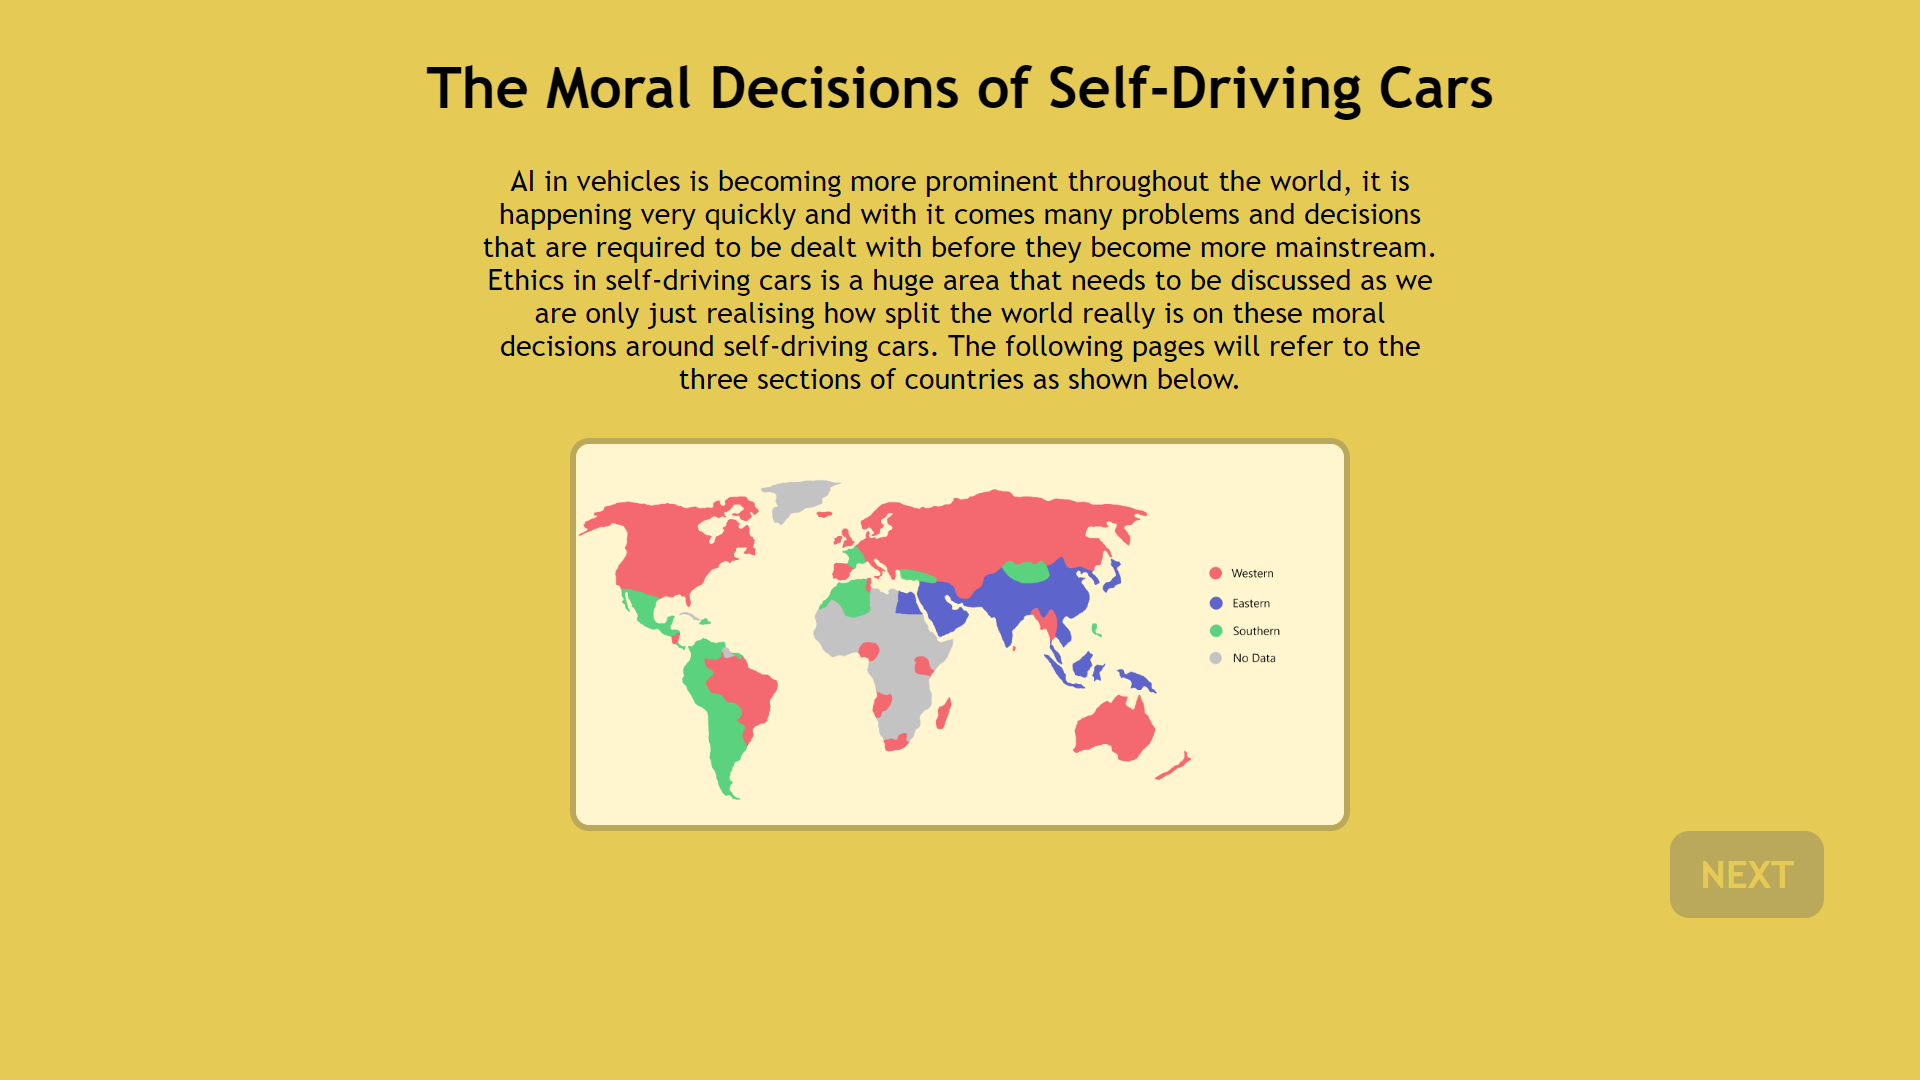 The Moral Decisions of Self-Driving Cars
AI in vehicles is becoming more prominent throughout the world, it is
happening very quickly and with it comes many problems and decisions
that are required to be dealt with before they become more mainstream.
Ethics in self-driving cars is a huge area that needs to be discussed as we
are only just realising how split the world really is on these moral
decisions around self-driving cars. The following pages will refer to the
three sections of countries as shown below.
Western
Eastern
Southern
No Data
NEXT